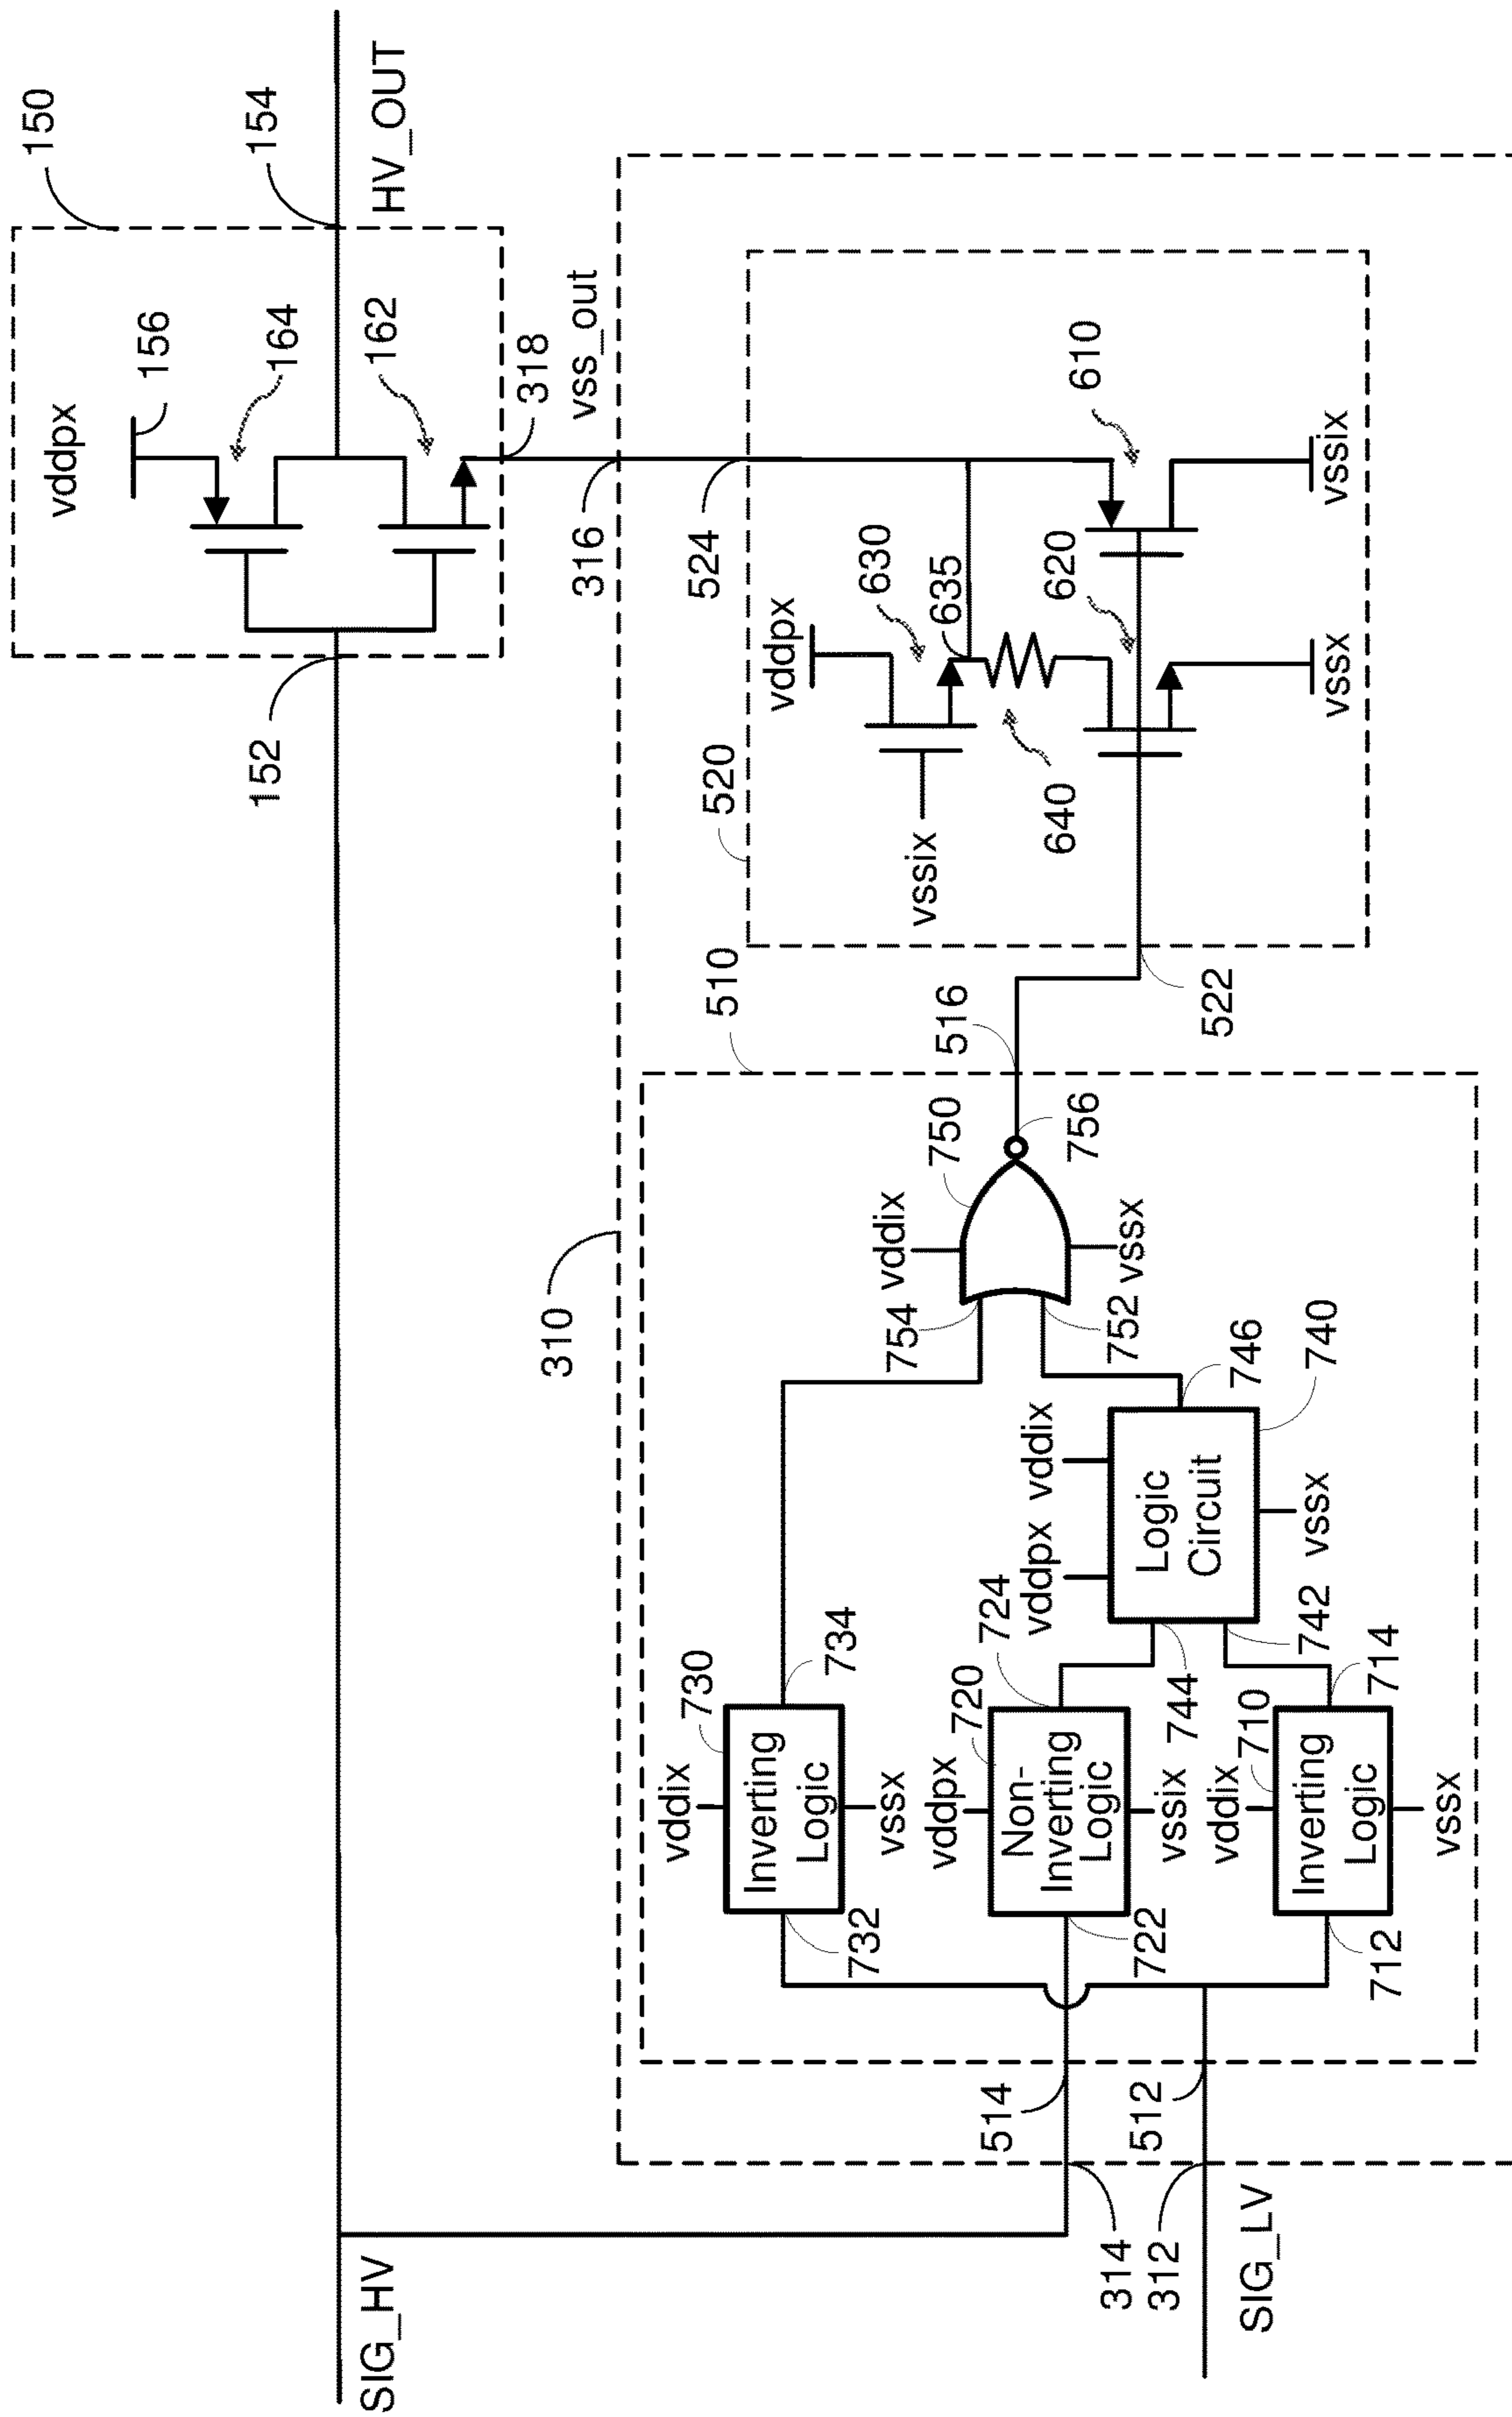 150
vddpx
156
164
154
HV_OUT
162
152
318
vss_out
316
524
520
vddpx
630
635
vssix
640
620
610
vssx
vssix
310
510
516
522
vddix
750
756
754
752
vssx
vddix
730
Inverting
Logic
732
734
vssx
vddpx
720
724
Non-
Inverting
Logic
722
vssix
744
vddpx
vddix
Logic
Circuit
746
740
742
vssx
vddix
710
Inverting
Logic
712
714
vssx
514
512
SIG_HV
314
312
SIG_LV